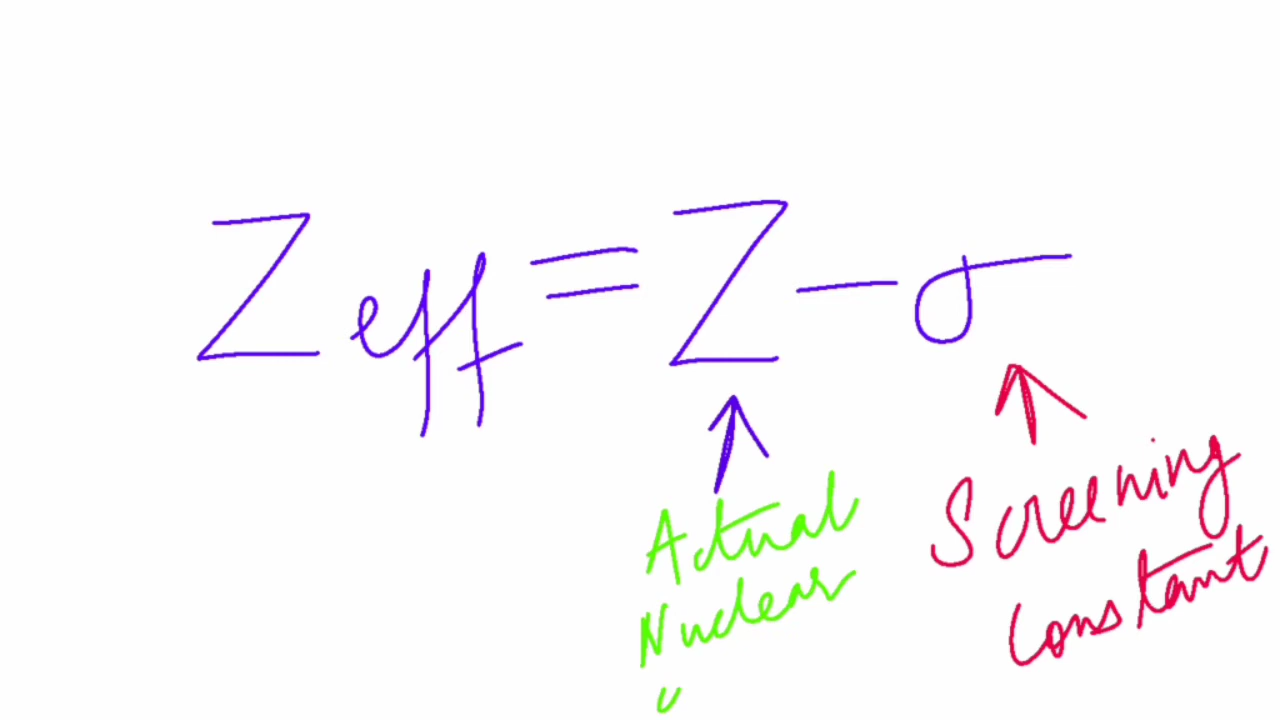 Zeff = Z - σ
Actual
Nuclear
Screening
Constant